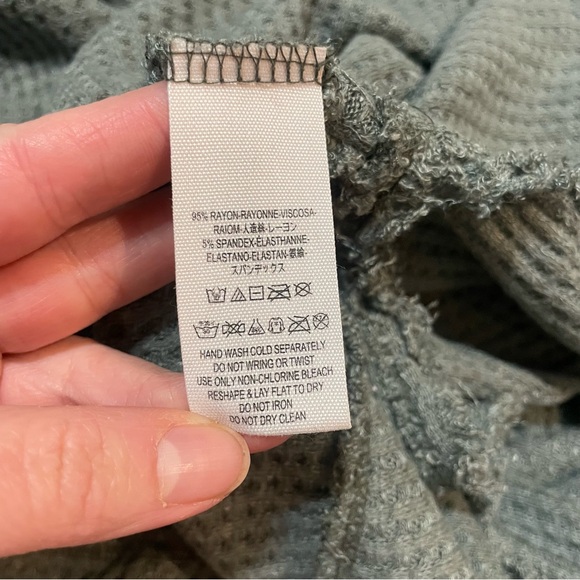 95% RAYON-RAYONNE-VISCOSA-
RAIOM-人造絲-レーヨン
5% SPANDEX-ÉLASTHANNE-
ELASTANO-ELASTAN-氨綸-
スパンデックス
HAND WASH COLD SEPARATELY
DO NOT WRING OR TWIST
USE ONLY NON-CHLORINE BLEACH
RESHAPE & LAY FLAT TO DRY
DO NOT IRON
DO NOT DRY CLEAN